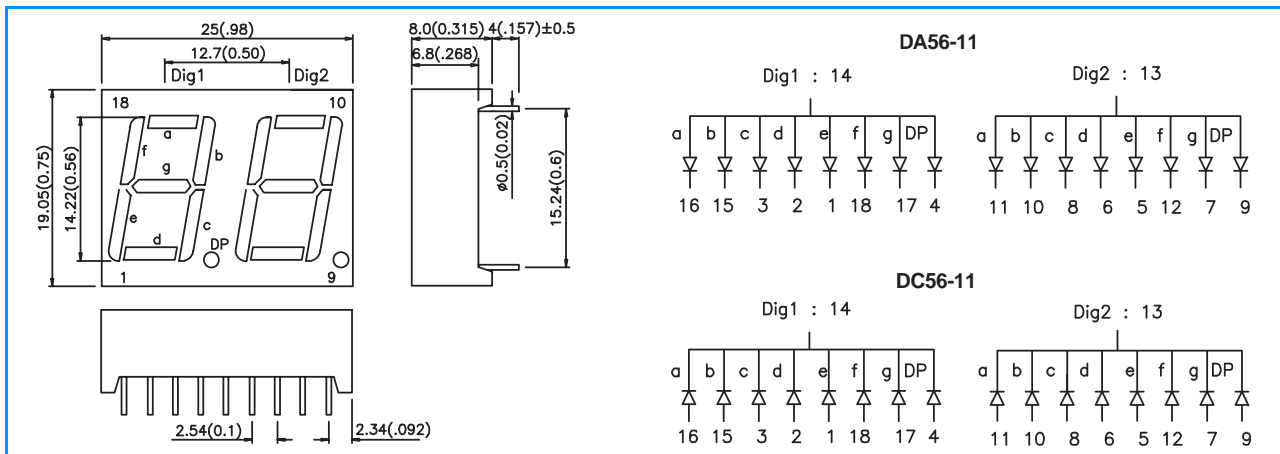 25(.98)
12.7(0.50)
Dig1 Dig2
18 10
a
f b
g
e c
d DP
1 9
19.05(0.75)
14.22(0.56)
8.0(0.315) 4(.157)±0.5
6.8(.268)
ø0.5(0.02)
15.24(0.6)
2.54(0.1) 2.34(.092)
DA56-11
Dig1 : 14
a b c d e f g DP
16 15 3 2 1 18 17 4
Dig2 : 13
a b c d e f g DP
11 10 8 6 5 12 7 9
DC56-11
Dig1 : 14
a b c d e f g DP
16 15 3 2 1 18 17 4
Dig2 : 13
a b c d e f g DP
11 10 8 6 5 12 7 9